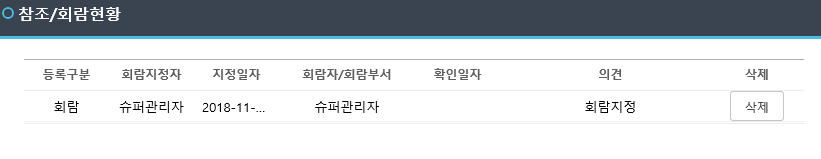 참조/회람현황
등록구분 회람지정자 지정일자 회람자/회람부서 확인일자 의견 삭제
회람 슈퍼관리자 2018-11-... 슈퍼관리자 회람지정 삭제